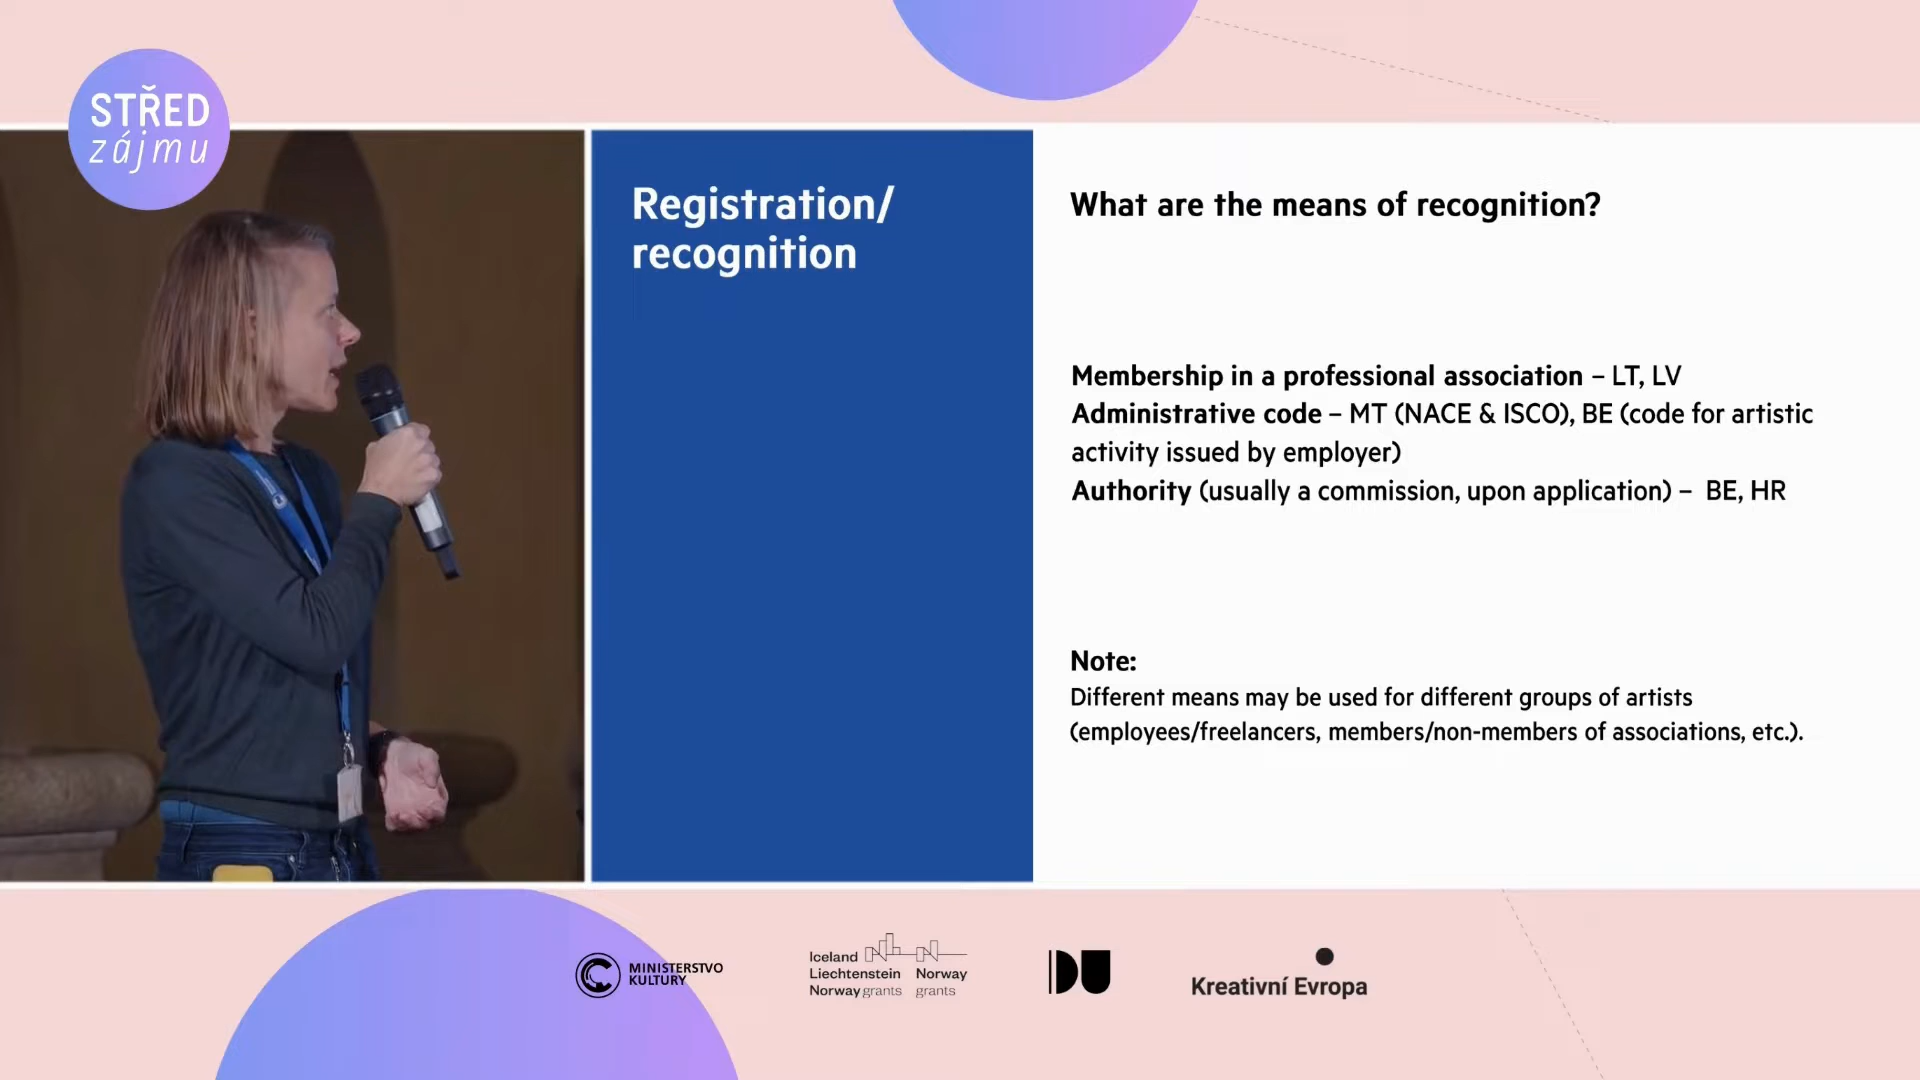 STŘED
zájmu
Registration/
recognition
What are the means of recognition?
Membership in a professional association – LT, LV
Administrative code – MT (NACE & ISCO), BE (code for artistic
activity issued by employer)
Authority (usually a commission, upon application) – BE, HR
Note:
Different means may be used for different groups of artists
(employees/freelancers, members/non-members of associations, etc.).
MINISTERSTVO
KULTURY
Iceland
Liechtenstein
Norway grants
Norway
grants
DU
Kreativní Evropa